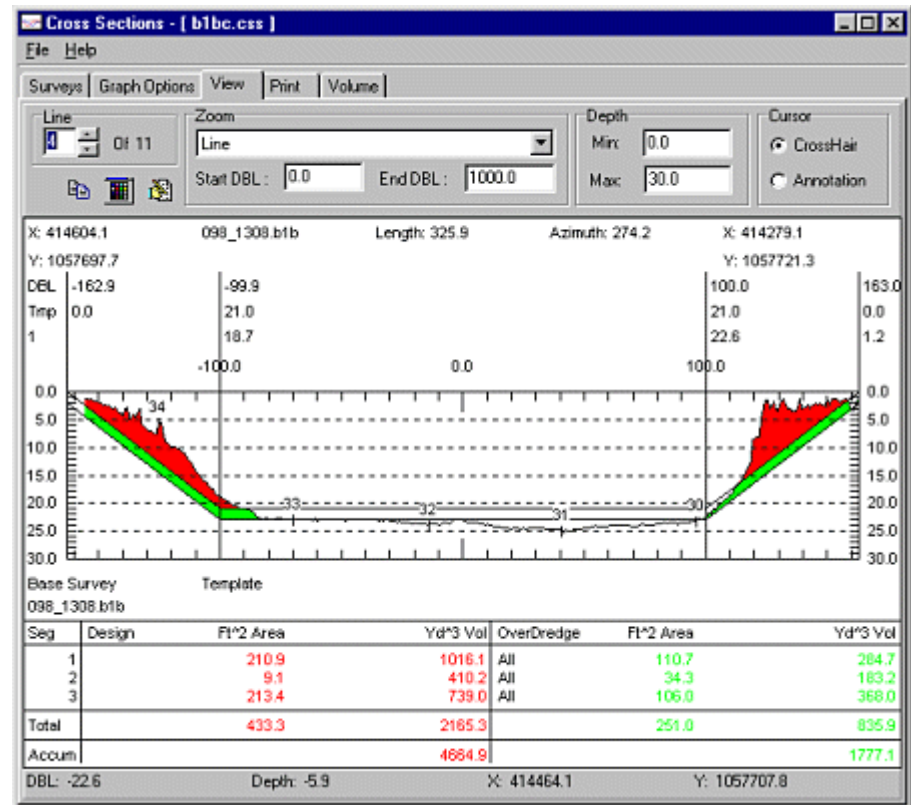 Cross Sections - [ b1bc.css ]
File Help
Surveys Graph Options View Print Volume
Line Zoom Depth Cursor
4 Of 11 Line Min: 0.0 CrossHair
Start DBL : 0.0 End DBL : 1000.0 Max: 30.0 Annotation
X: 414604.1 098_1308.b1b Length: 325.9 Azimuth: 274.2 X: 414279.1
Y: 1057697.7 Y: 1057721.3
DBL -162.9 -99.9 100.0 163.0
Tmp 0.0 21.0 21.0 0.0
1 18.7 22.6 1.2
-100.0 0.0 100.0
0.0 0.0
34
5.0 5.0
10.0 10.0
15.0 15.0
20.0 33 32 31 30 20.0
25.0 25.0
30.0 30.0
Base Survey Template
098_1308.b1b
Seg Design Ft^2 Area Yd^3 Vol OverDredge Ft^2 Area Yd^3 Vol
1 210.9 1016.1 All 110.7 284.7
2 9.1 410.2 All 34.3 183.2
3 213.4 739.0 All 106.0 368.0
Total 433.3 2165.3 251.0 835.9
Accum 4664.9 1777.1
DBL: -22.6 Depth: -5.9 X: 414464.1 Y: 1057707.8